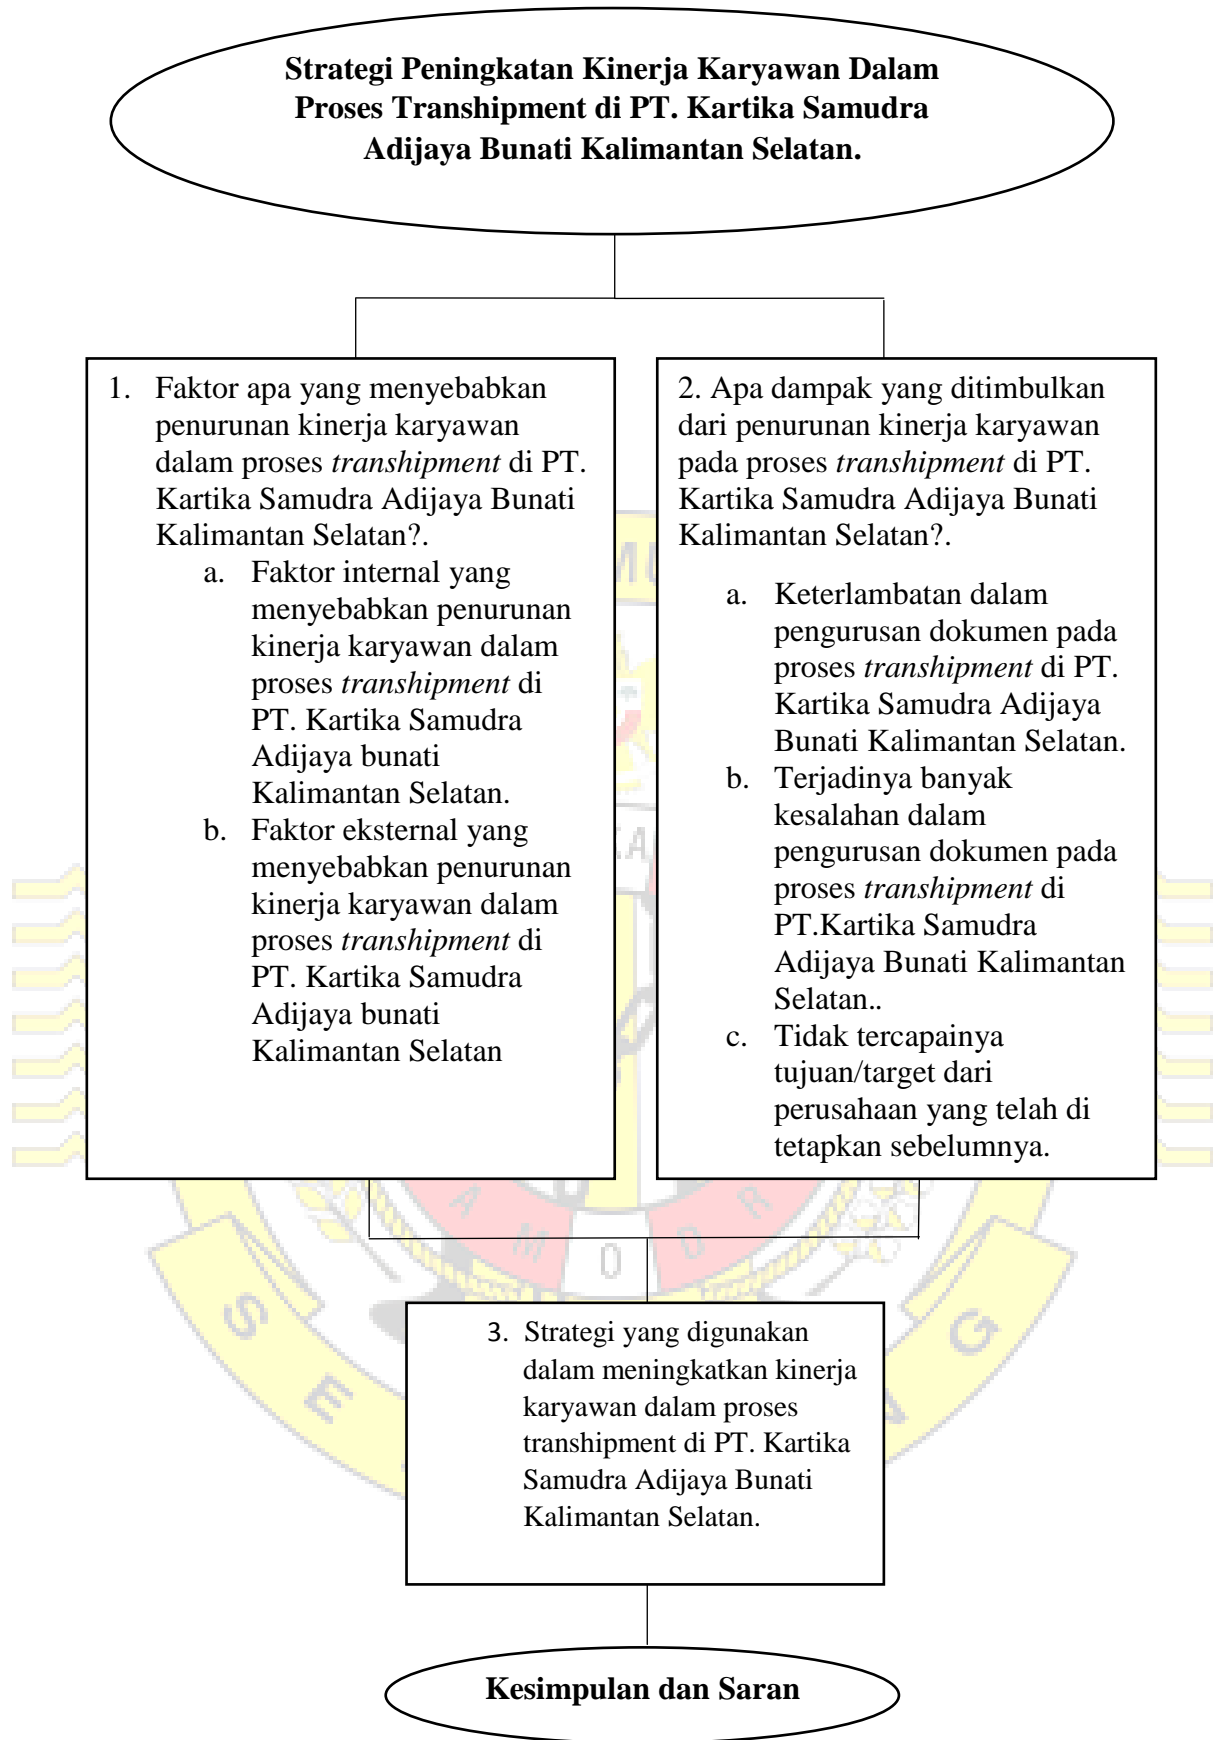 Strategi Peningkatan Kinerja Karyawan Dalam
Proses Transhipment di PT. Kartika Samudra
Adijaya Bunati Kalimantan Selatan.
1. Faktor apa yang menyebabkan
penurunan kinerja karyawan
dalam proses transhipment di PT.
Kartika Samudra Adijaya Bunati
Kalimantan Selatan?.
a. Faktor internal yang
menyebabkan penurunan
kinerja karyawan dalam
proses transhipment di
PT. Kartika Samudra
Adijaya bunati
Kalimantan Selatan.
b. Faktor eksternal yang
menyebabkan penurunan
kinerja karyawan dalam
proses transhipment di
PT. Kartika Samudra
Adijaya bunati
Kalimantan Selatan
2. Apa dampak yang ditimbulkan
dari penurunan kinerja karyawan
pada proses transhipment di PT.
Kartika Samudra Adijaya Bunati
Kalimantan Selatan?.
a. Keterlambatan dalam
pengurusan dokumen pada
proses transhipment di PT.
Kartika Samudra Adijaya
Bunati Kalimantan Selatan.
b. Terjadinya banyak
kesalahan dalam
pengurusan dokumen pada
proses transhipment di
PT.Kartika Samudra
Adijaya Bunati Kalimantan
Selatan..
c. Tidak tercapainya
tujuan/target dari
perusahaan yang telah di
tetapkan sebelumnya.
3. Strategi yang digunakan
dalam meningkatkan kinerja
karyawan dalam proses
transhipment di PT. Kartika
Samudra Adijaya Bunati
Kalimantan Selatan.
Kesimpulan dan Saran